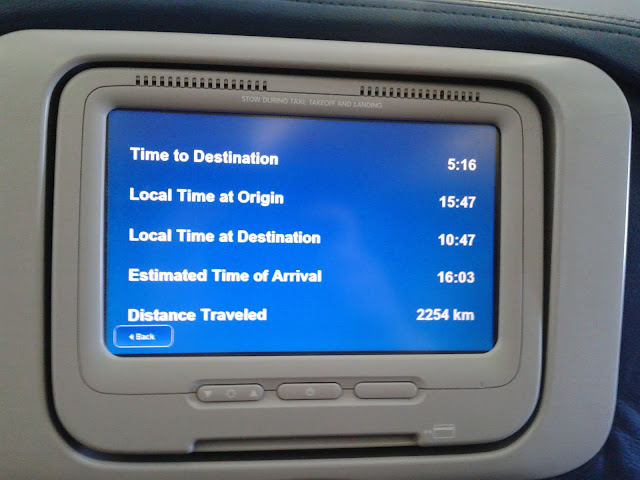 STOW DURING TAXI, TAKEOFF AND LANDING
Time to Destination 5:16
Local Time at Origin 15:47
Local Time at Destination 10:47
Estimated Time of Arrival 16:03
Distance Traveled 2254 km
Back